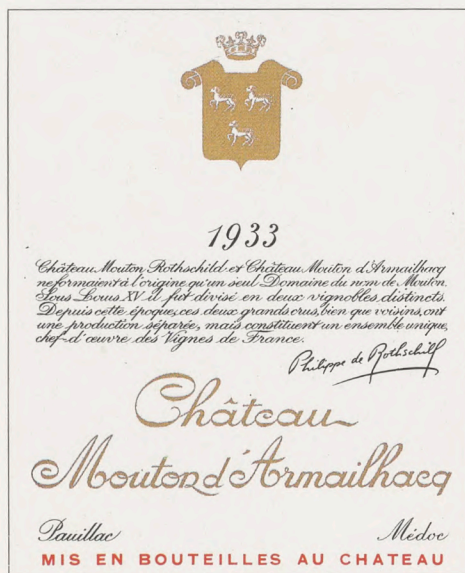 1933
Château Mouton Rothschild et Château Mouton d'Armailhacq
ne formaient à l'origine qu'un seul Domaine du nom de Mouton.
Sous Louis XV il fut divisé en deux vignobles distincts.
Depuis cette époque, ces deux grands crus, bien que voisins, ont
une production séparée, mais constituent un ensemble unique,
chef-d'œuvre des Vignes de France.
Philippe de Rothschild
Château
Mouton d'Armailhacq
Pauillac Médoc
MIS EN BOUTEILLES AU CHATEAU